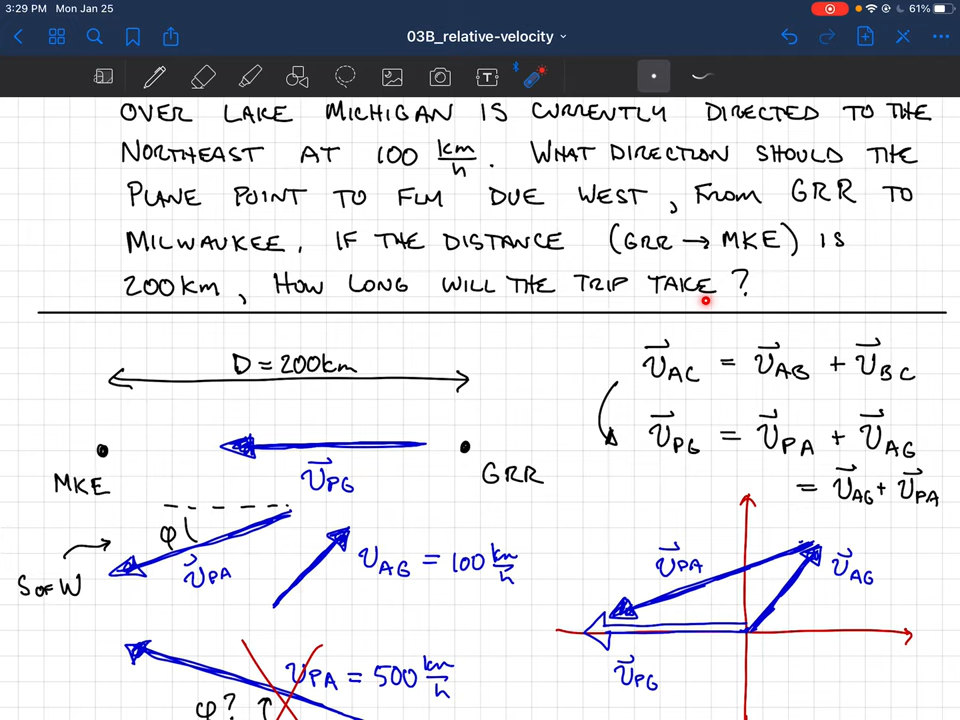 3:29 PM Mon Jan 25
61%
03B_relative-velocity
OVER LAKE MICHIGAN IS CURRENTLY DIRECTED TO THE
NORTHEAST AT 100 km/h. WHAT DIRECTION SHOULD THE
PLANE POINT TO FLY DUE WEST, FROM GRR TO
MILWAUKEE. IF THE DISTANCE (GRR → MKE) IS
200km, HOW LONG WILL THE TRIP TAKE?
D = 200km
v⃗AC = v⃗AB + v⃗BC
v⃗PG = v⃗PA + v⃗AG
= v⃗AG + v⃗PA
MKE
v⃗PG
GRR
φ
S of W
v⃗PA
vAG = 100 km/h
v⃗PA
v⃗AG
v⃗PG
vPA = 500 km/h
φ?